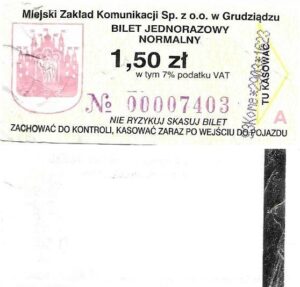 Miejski Zakład Komunikacji Sp. z o.o. w Grudziądzu
BILET JEDNORAZOWY
NORMALNY
1,50 zł
w tym 7% podatku VAT
№ 00007403
NIE RYZYKUJ SKASUJ BILET
ZACHOWAĆ DO KONTROLI, KASOWAĆ ZARAZ PO WEJŚCIU DO POJAZDU
TU KASOWAĆ
A